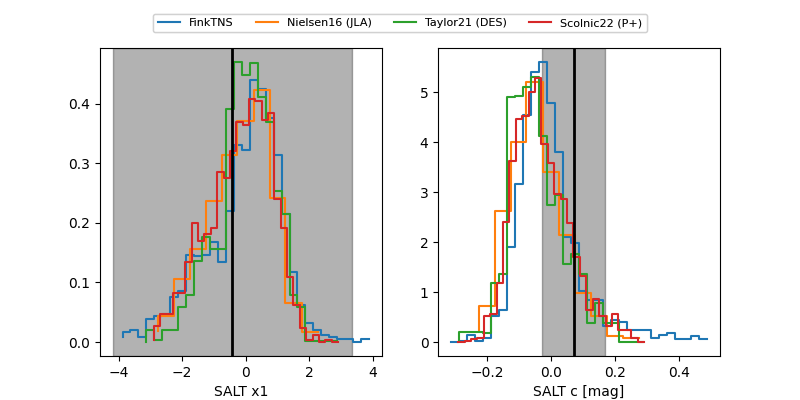 FinkTNS Nielsen16 (JLA) Taylor21 (DES) Scolnic22 (P+)
0.4
0.3
0.2
0.1
0.0
−4 −2 0 2 4
SALT x1
5
4
3
2
1
0
−0.2 0.0 0.2 0.4
SALT c [mag]